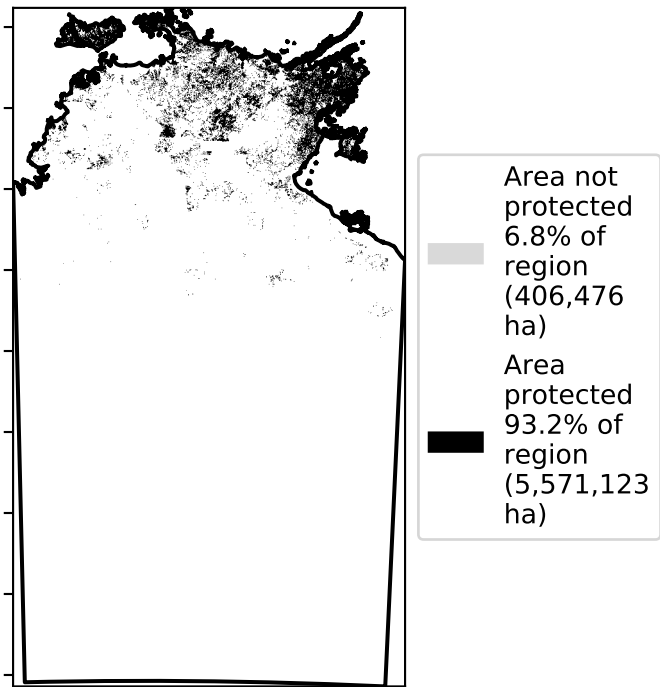 Area not
protected
6.8% of
region
(406,476
ha)
Area
protected
93.2% of
region
(5,571,123
ha)